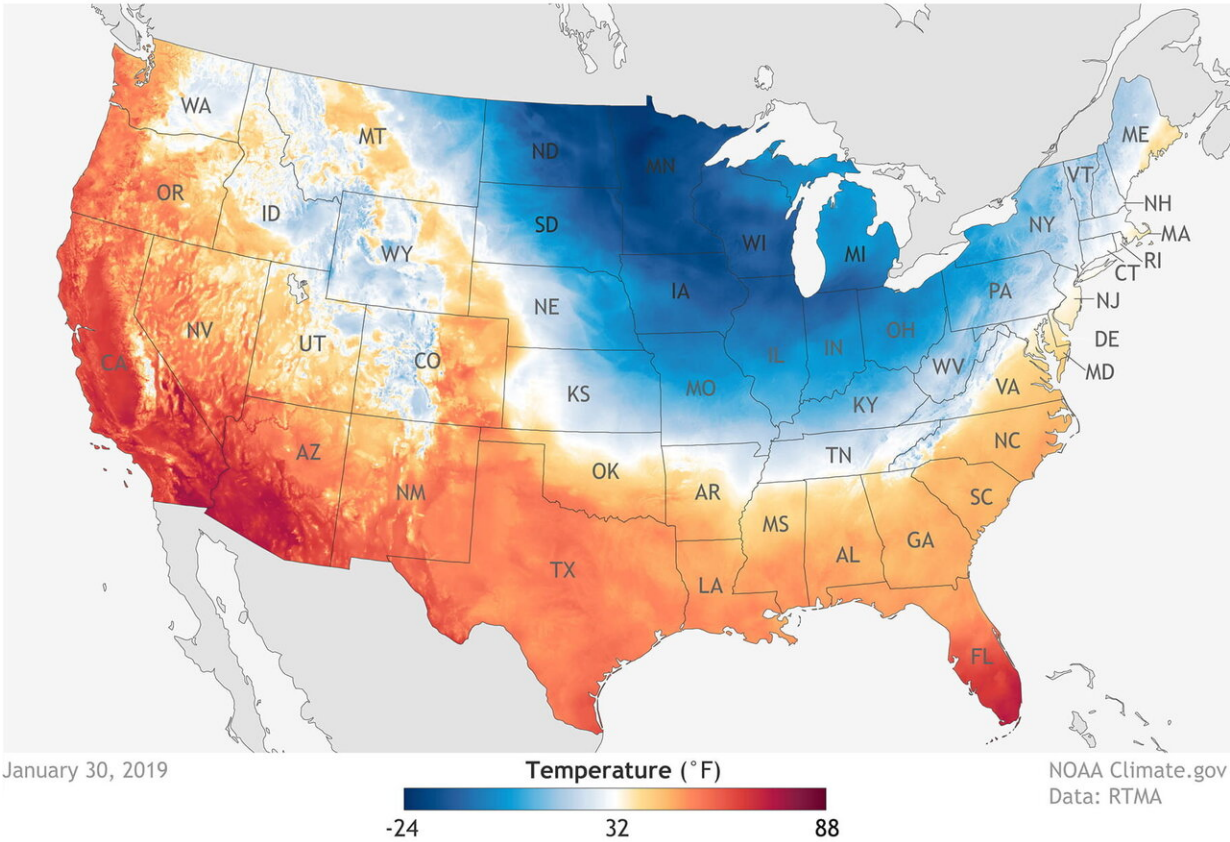 WA
MT
ND
MN
ME
VT
OR
ID
SD
WI
MI
NY
NH
MA
WY
RI
CT
IA
PA
NJ
NE
NV
UT
CO
IL
IN
OH
DE
CA
MO
WV
MD
KS
KY
VA
AZ
OK
TN
NC
NM
AR
SC
MS
GA
AL
TX
LA
FL
January 30, 2019
Temperature (°F)
NOAA Climate.gov
Data: RTMA
-24
32
88